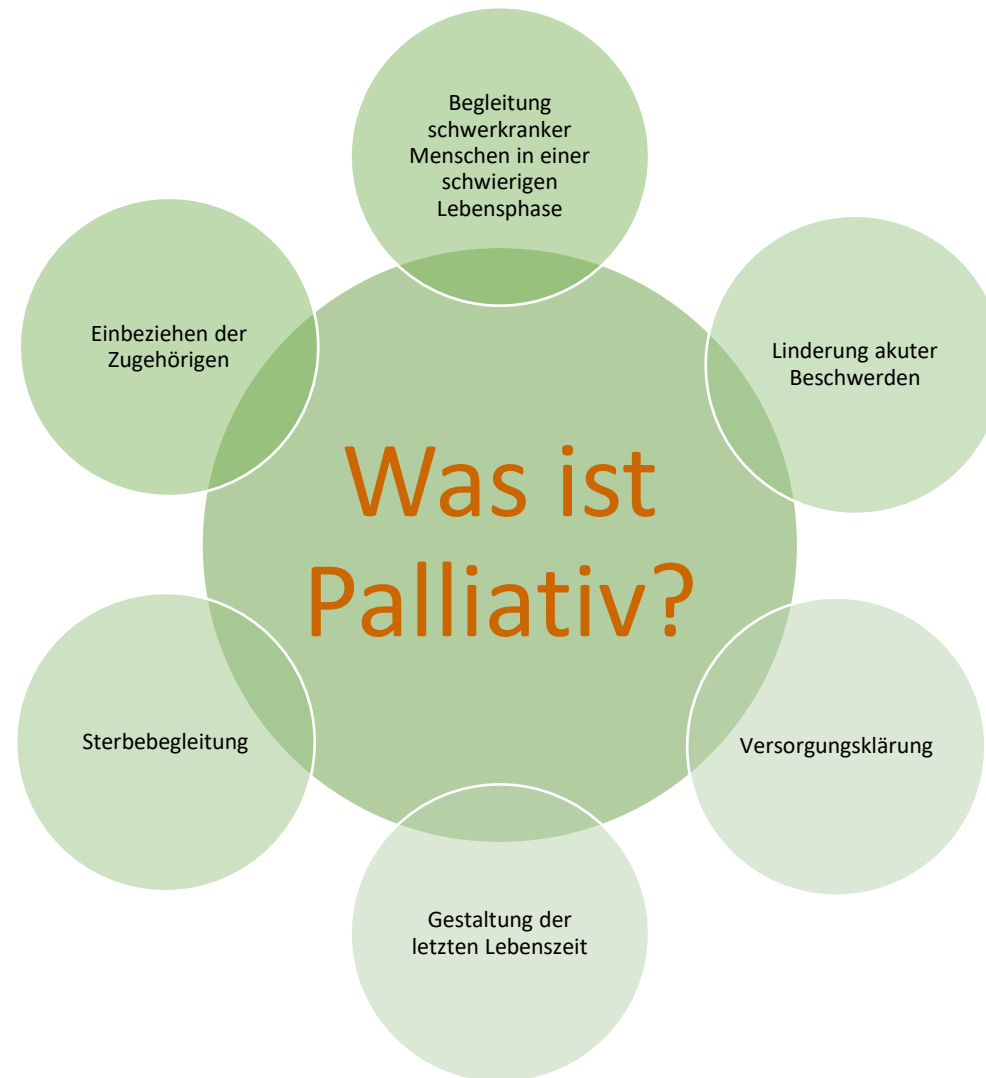 Begleitung
schwerkranker
Menschen in einer
schwierigen
Lebensphase
Linderung akuter
Beschwerden
Versorgungsklärung
Gestaltung der
letzten Lebenszeit
Sterbebegleitung
Einbeziehen der
Zugehörigen
Was ist
Palliativ?